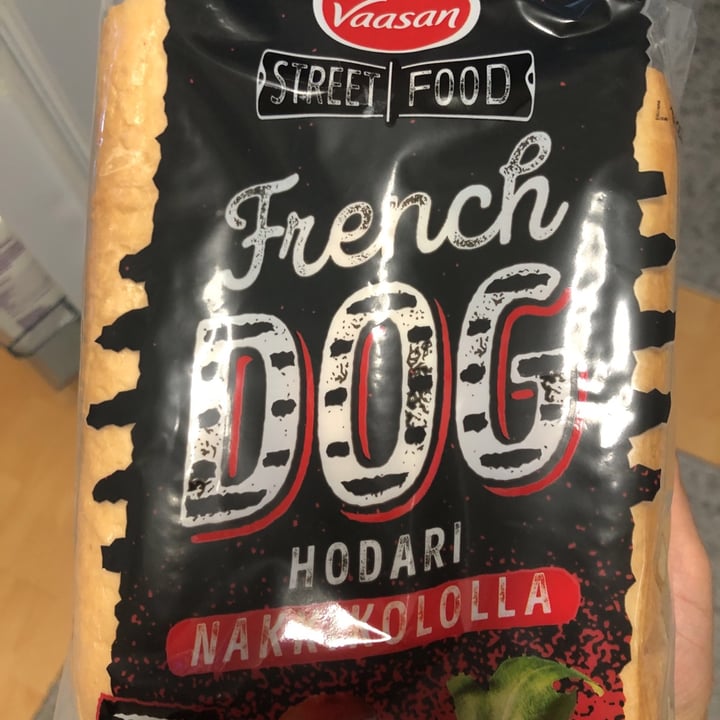 Vaasan
STREET FOOD
French
DOG
HODARI
NAKKIKOLOLLA